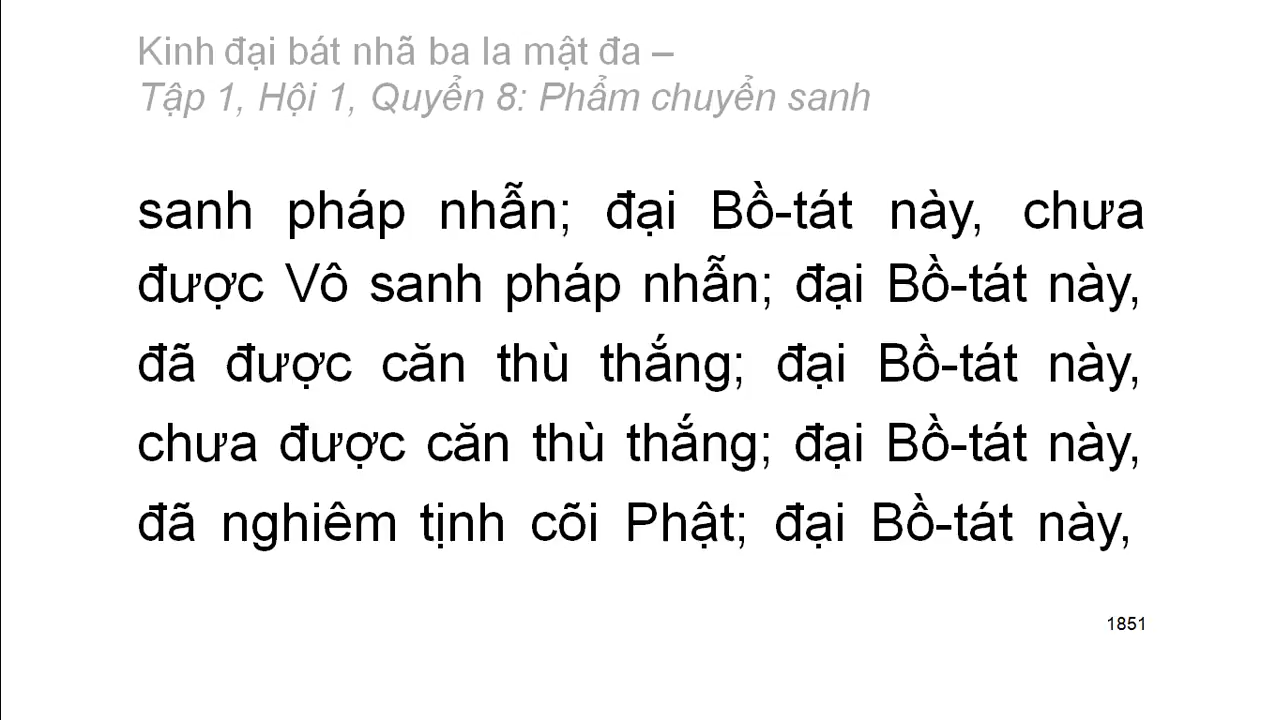 Kinh đại bát nhã ba la mật đa –
Tập 1, Hội 1, Quyển 8: Phẩm chuyển sanh
sanh pháp nhẫn; đại Bồ-tát này, chưa
được Vô sanh pháp nhẫn; đại Bồ-tát này,
đã được căn thù thắng; đại Bồ-tát này,
chưa được căn thù thắng; đại Bồ-tát này,
đã nghiêm tịnh cõi Phật; đại Bồ-tát này,
1851